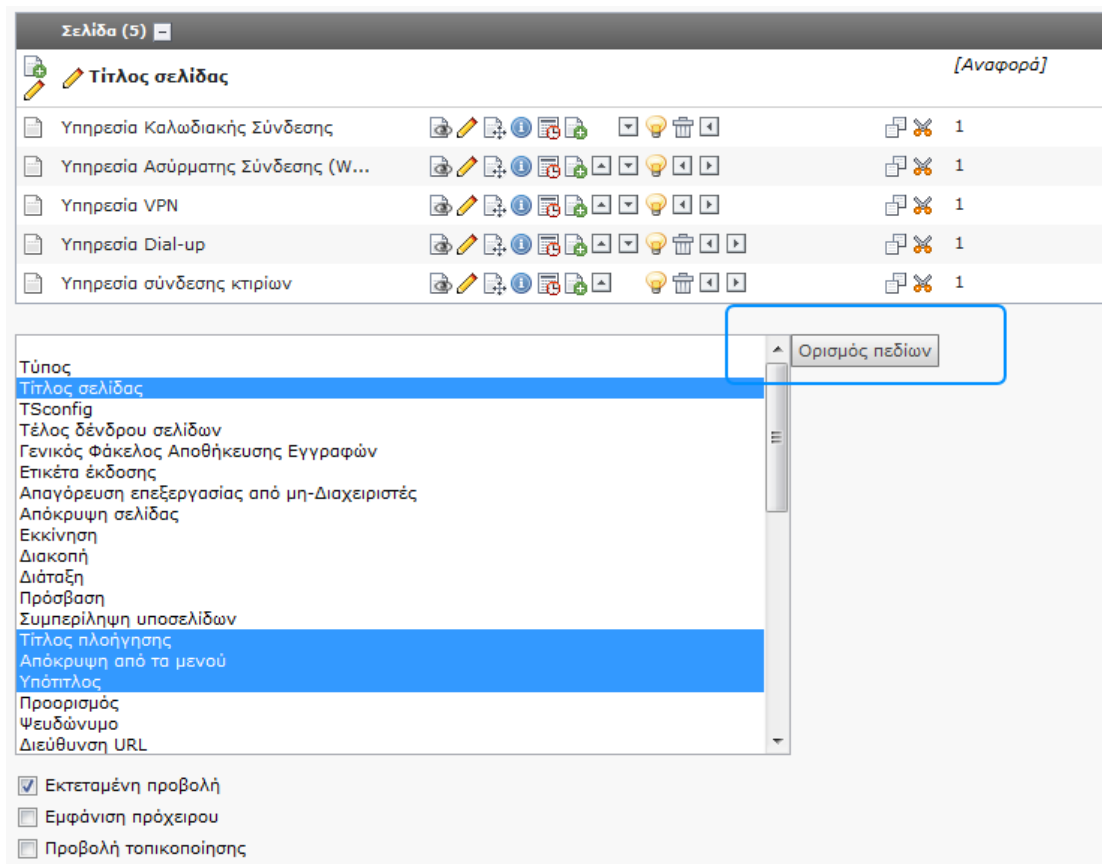 Σελίδα (5)
Τίτλος σελίδας [Αναφορά]
Υπηρεσία Καλωδιακής Σύνδεσης 1
Υπηρεσία Ασύρματης Σύνδεσης (W... 1
Υπηρεσία VPN 1
Υπηρεσία Dial-up 1
Υπηρεσία σύνδεσης κτιρίων 1
Ορισμός πεδίων
Τύπος
Τίτλος σελίδας
TSconfig
Τέλος δένδρου σελίδων
Γενικός Φάκελος Αποθήκευσης Εγγραφών
Ετικέτα έκδοσης
Απαγόρευση επεξεργασίας από μη-Διαχειριστές
Απόκρυψη σελίδας
Εκκίνηση
Διακοπή
Διάταξη
Πρόσβαση
Συμπερίληψη υποσελίδων
Τίτλος πλοήγησης
Απόκρυψη από τα μενού
Υπότιτλος
Προορισμός
Ψευδώνυμο
Διεύθυνση URL
Εκτεταμένη προβολή
Εμφάνιση πρόχειρου
Προβολή τοπικοποίησης